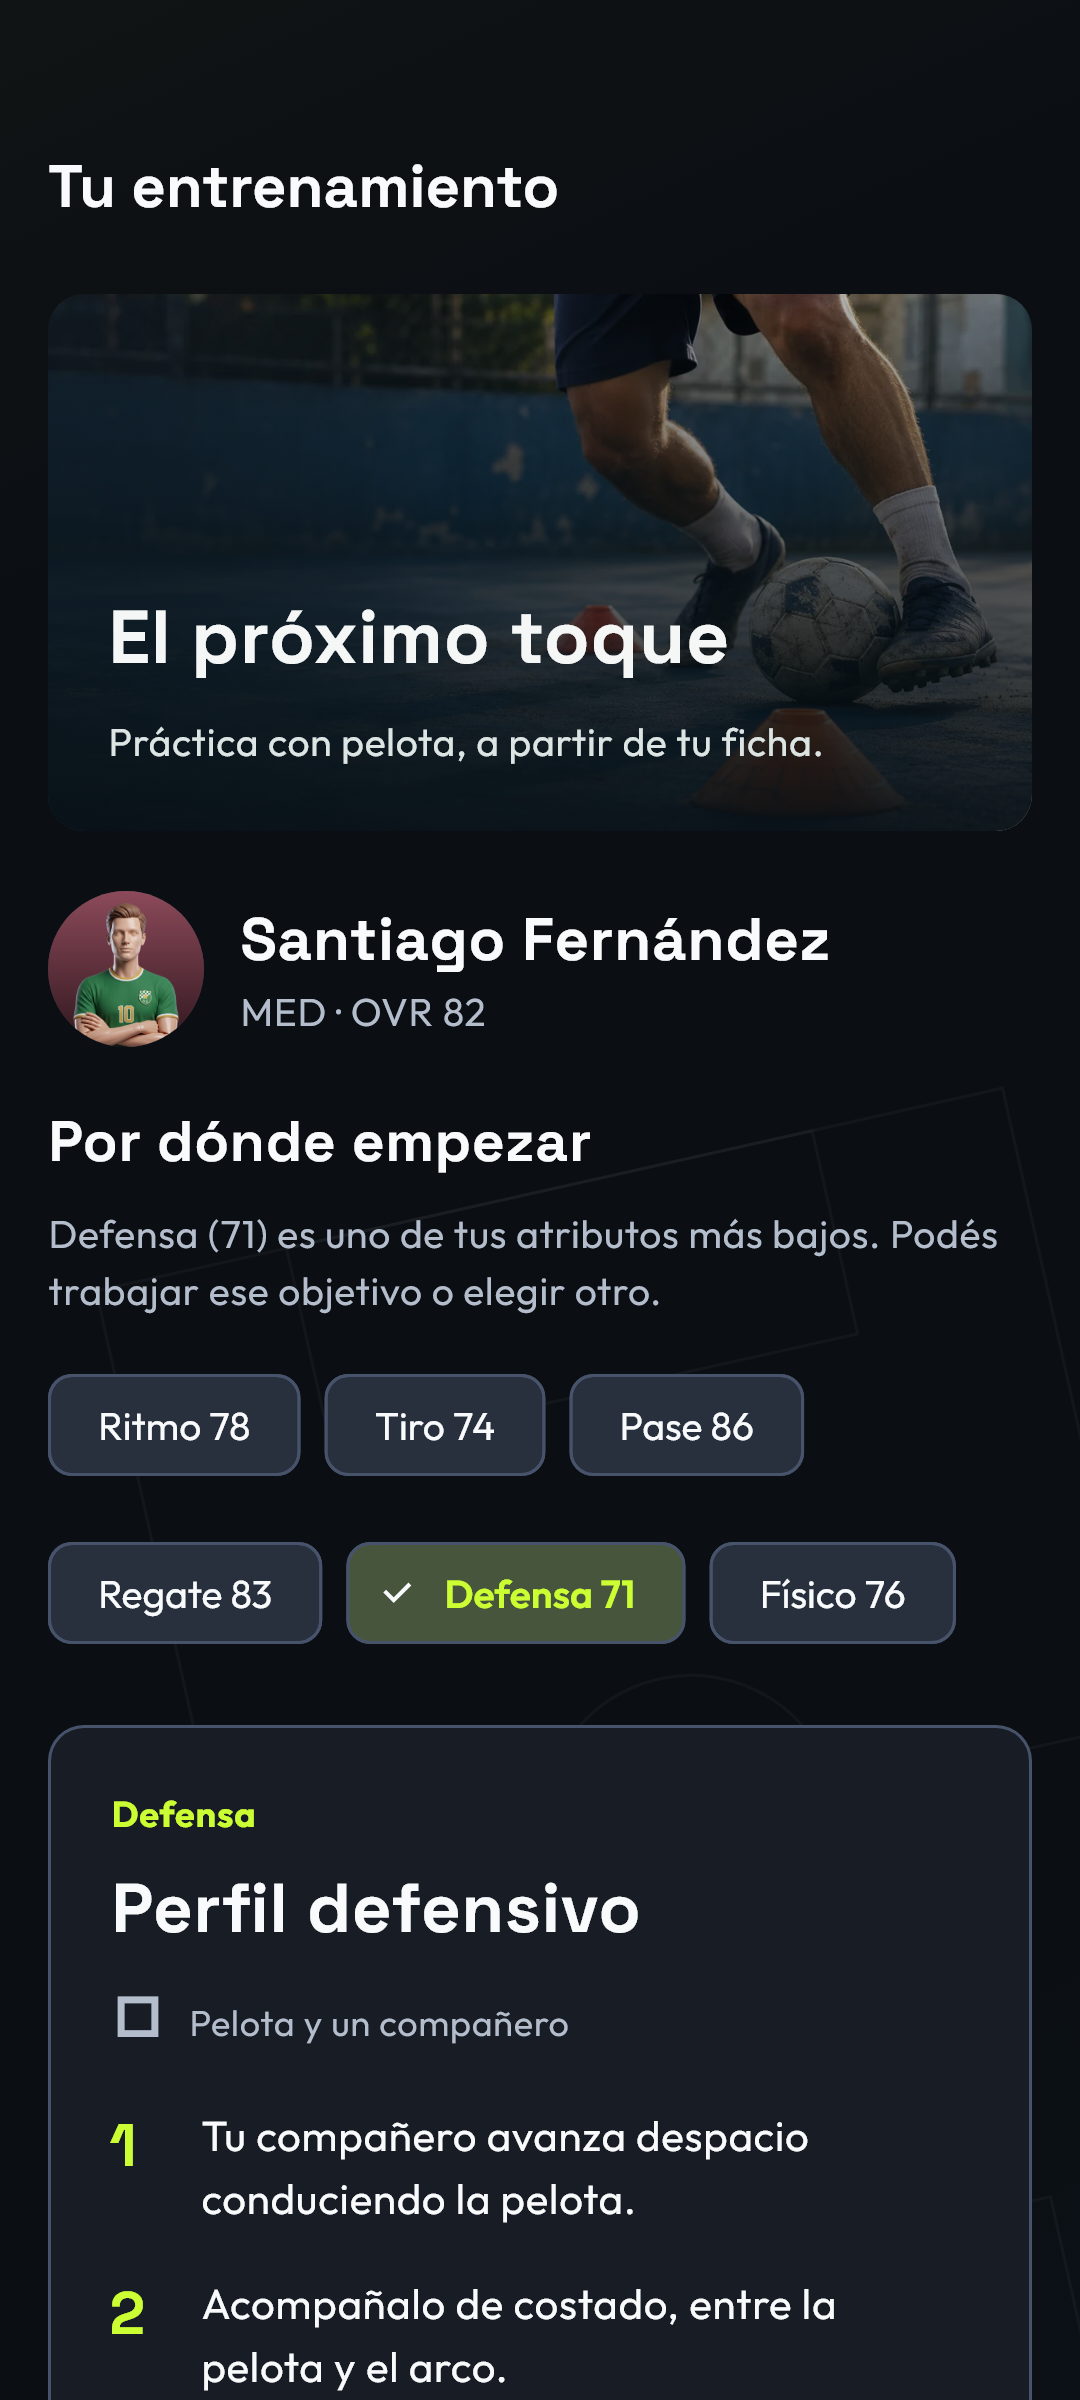 Tu entrenamiento
El próximo toque
Práctica con pelota, a partir de tu ficha.
10
Santiago Fernández
MED · OVR 82
Por dónde empezar
Defensa (71) es uno de tus atributos más bajos. Podés
trabajar ese objetivo o elegir otro.
Ritmo 78
Tiro 74
Pase 86
Regate 83
Defensa 71
Físico 76
Defensa
Perfil defensivo
Pelota y un compañero
1 Tu compañero avanza despacio
conduciendo la pelota.
2 Acompañalo de costado, entre la
pelota y el arco.